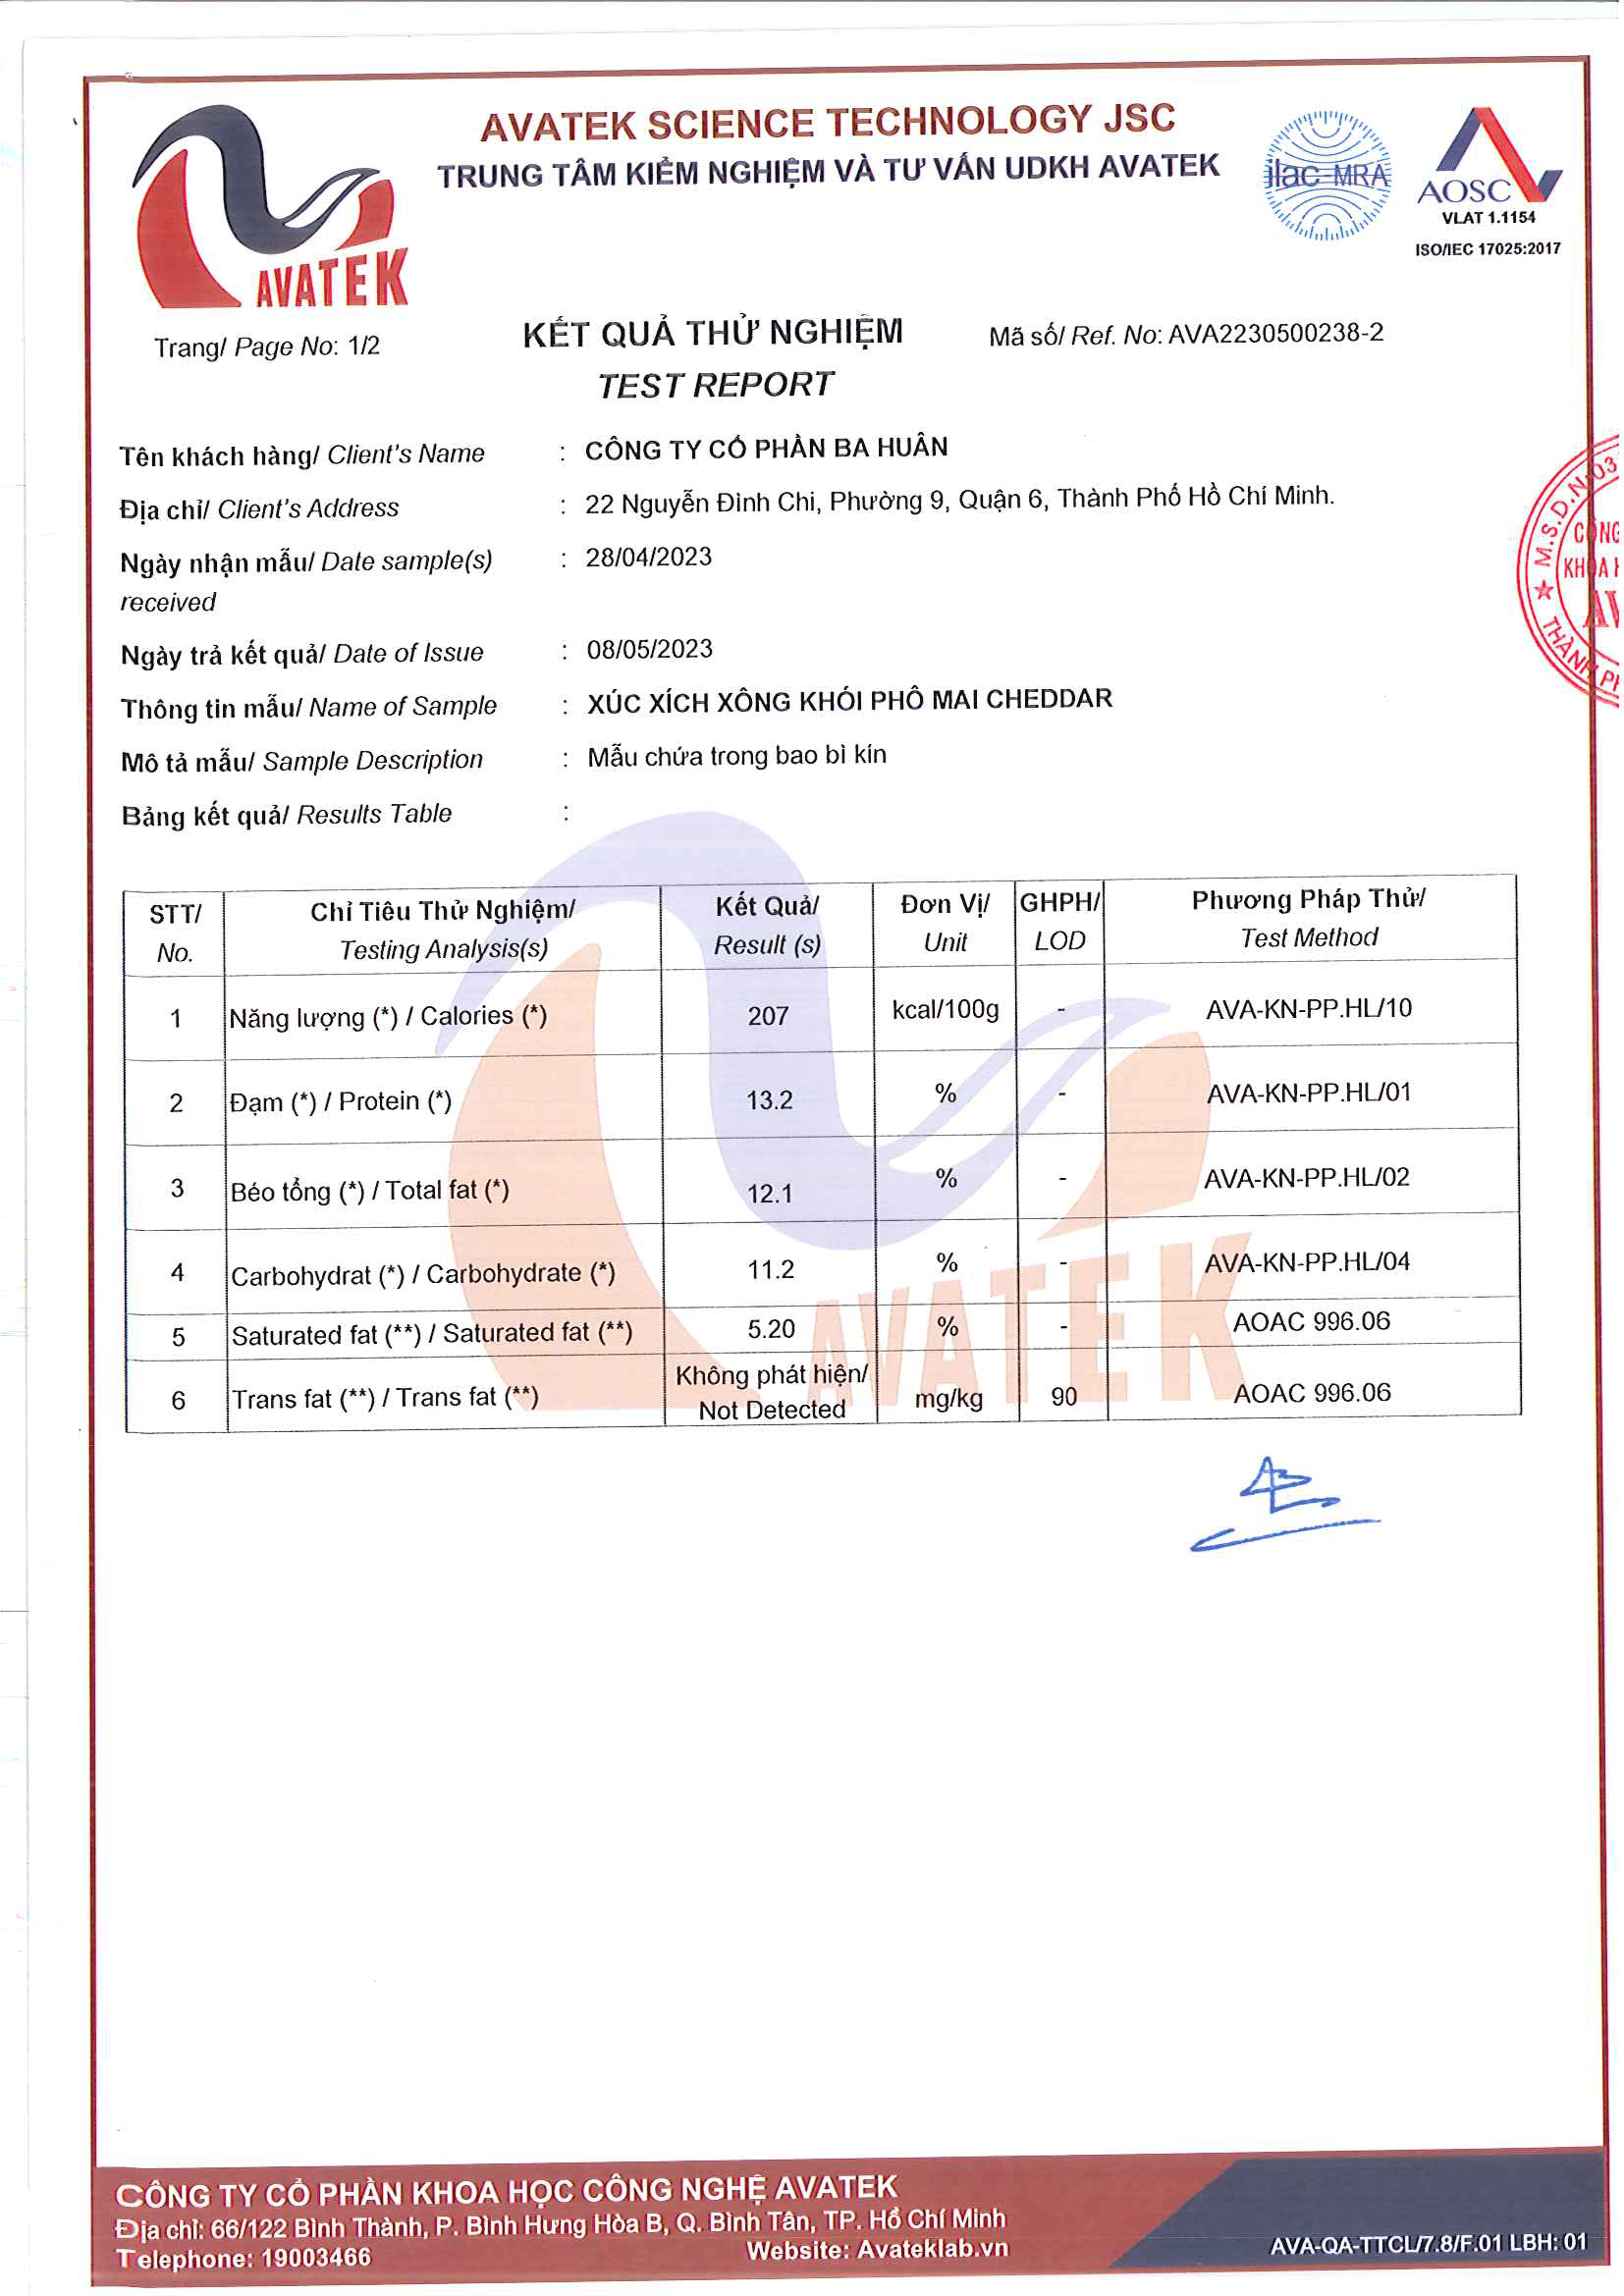 AVATEK SCIENCE TECHNOLOGY JSC
TRUNG TÂM KIỂM NGHIỆM VÀ TƯ VẤN UDKH AVATEK
AVATEK
ilac-MRA
AOSC
VLAT 1.1154
ISO/IEC 17025:2017
Trang/ Page No: 1/2
KẾT QUẢ THỬ NGHIỆM
TEST REPORT
Mã số/ Ref. No: AVA2230500238-2
Tên khách hàng/ Client's Name : CÔNG TY CỔ PHẦN BA HUÂN
Địa chỉ/ Client's Address : 22 Nguyễn Đình Chi, Phường 9, Quận 6, Thành Phố Hồ Chí Minh.
Ngày nhận mẫu/ Date sample(s) : 28/04/2023
received
Ngày trả kết quả/ Date of Issue : 08/05/2023
Thông tin mẫu/ Name of Sample : XÚC XÍCH XÔNG KHÓI PHÔ MAI CHEDDAR
Mô tả mẫu/ Sample Description : Mẫu chứa trong bao bì kín
Bảng kết quả/ Results Table :
M.S.D.N:03
CÔNG
KHOA H
AV
THÀNH PH
STT/ Chỉ Tiêu Thử Nghiệm/ Kết Quả/ Đơn Vị/ GHPH/ Phương Pháp Thử/
No. Testing Analysis(s) Result (s) Unit LOD Test Method
1 Năng lượng (*) / Calories (*) 207 kcal/100g - AVA-KN-PP.HL/10
2 Đạm (*) / Protein (*) 13.2 % - AVA-KN-PP.HL/01
3 Béo tổng (*) / Total fat (*) 12.1 % - AVA-KN-PP.HL/02
4 Carbohydrat (*) / Carbohydrate (*) 11.2 % - AVA-KN-PP.HL/04
5 Saturated fat (**) / Saturated fat (**) 5.20 % - AOAC 996.06
6 Trans fat (**) / Trans fat (**) Không phát hiện/ Not Detected mg/kg 90 AOAC 996.06
AVATEK
CÔNG TY CỔ PHẦN KHOA HỌC CÔNG NGHỆ AVATEK
Địa chỉ: 66/122 Bình Thành, P. Bình Hưng Hòa B, Q. Bình Tân, TP. Hồ Chí Minh
Telephone: 19003466 Website: Avateklab.vn
AVA-QA-TTCL/7.8/F.01 LBH: 01